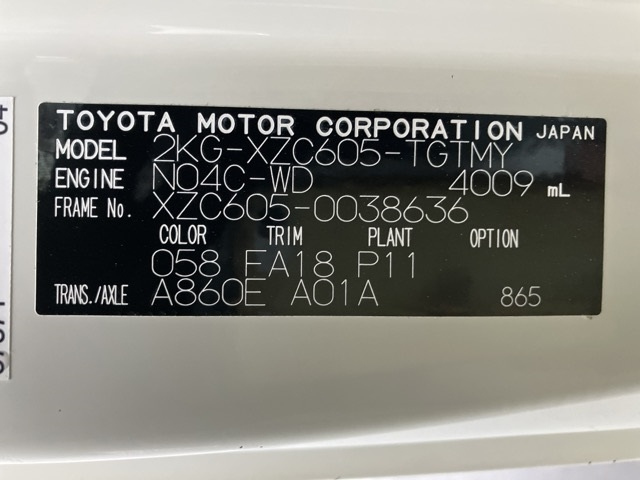 TOYOTA MOTOR CORPORATION JAPAN
MODEL 2KG-XZC605-TGTMY
ENGINE N04C-WD 4009 mL
FRAME No. XZC605-0038636
COLOR TRIM PLANT OPTION
058 FA18 P11
TRANS./AXLE A860E A01A 865